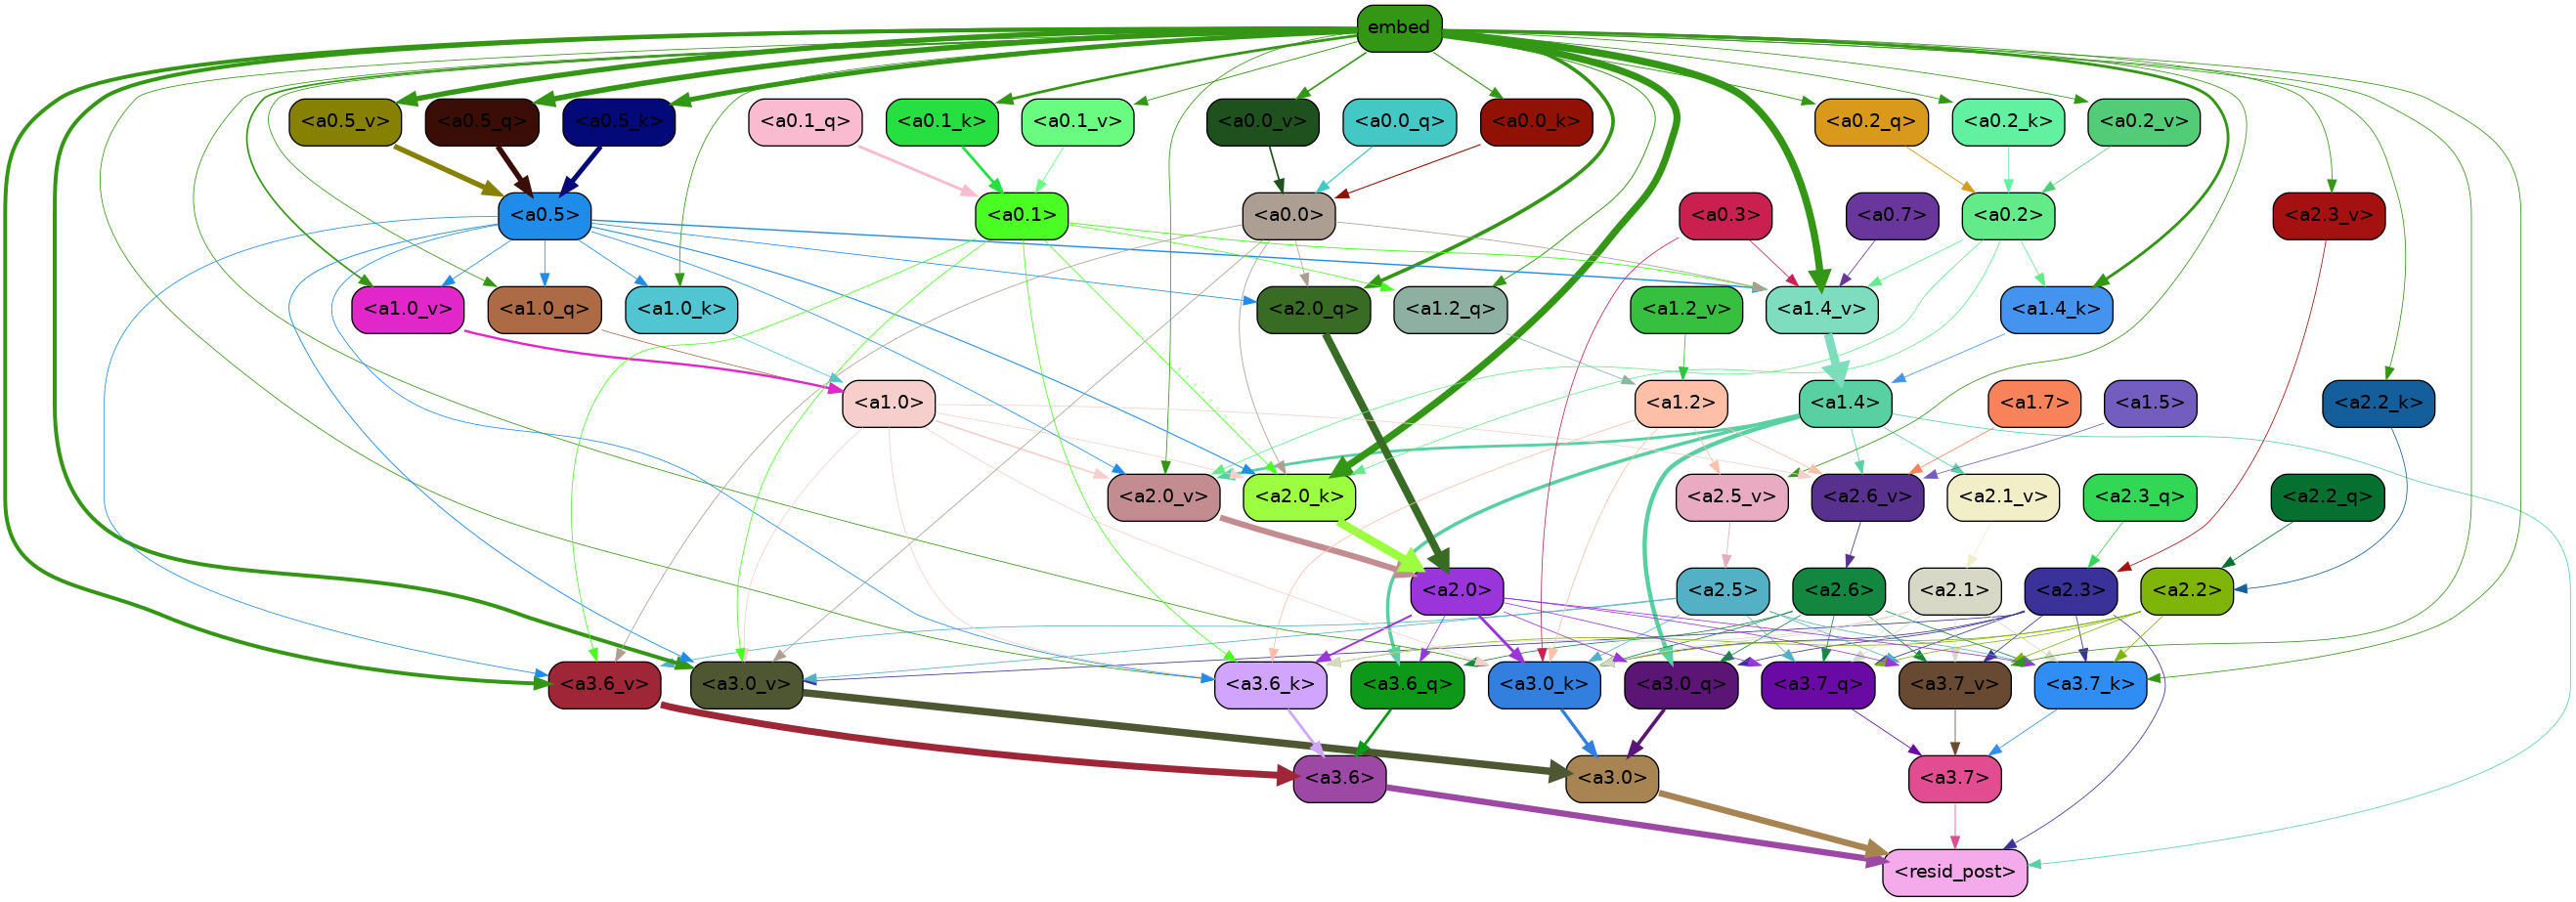 embed
<a0.5_v> <a0.5_q> <a0.5_k> <a0.1_q> <a0.1_k> <a0.1_v> <a0.0_v> <a0.0_q> <a0.0_k> <a0.2_q> <a0.2_k> <a0.2_v>
<a0.5> <a0.1> <a0.0> <a0.3> <a0.7> <a0.2> <a2.3_v>
<a1.0_v> <a1.0_q> <a1.0_k> <a2.0_q> <a1.2_q> <a1.2_v> <a1.4_v> <a1.4_k>
<a1.0> <a1.2> <a1.4> <a1.7> <a1.5> <a2.2_k>
<a2.0_v> <a2.0_k> <a2.5_v> <a2.6_v> <a2.1_v> <a2.3_q> <a2.2_q>
<a2.0> <a2.5> <a2.6> <a2.1> <a2.3> <a2.2>
<a3.6_v> <a3.0_v> <a3.6_k> <a3.6_q> <a3.0_k> <a3.0_q> <a3.7_q> <a3.7_v> <a3.7_k>
<a3.6> <a3.0> <a3.7>
<resid_post>